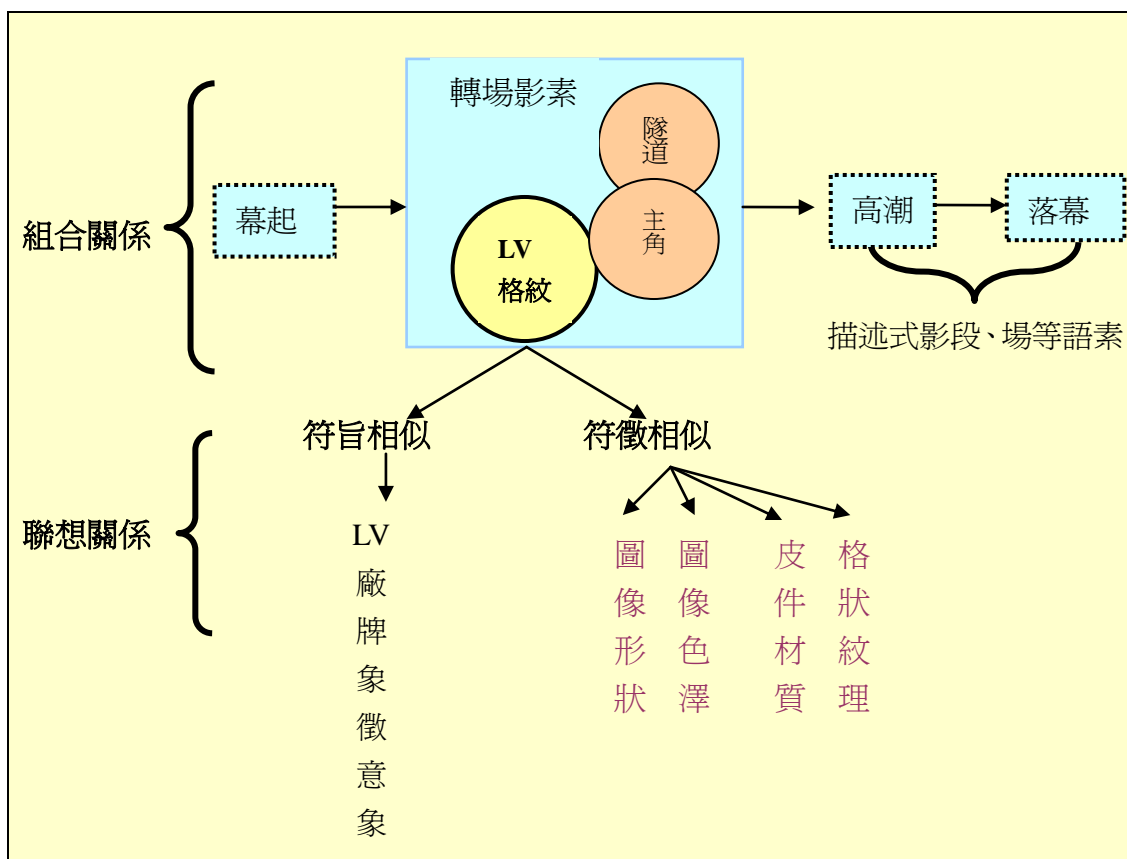 轉場影素
隧道
主角
LV
格紋
組合關係
幕起
高潮
落幕
描述式影段、場等語素
符旨相似
符徵相似
聯想關係
LV
廠牌象徵意象
圖像形狀
圖像色澤
皮件材質
格狀紋理